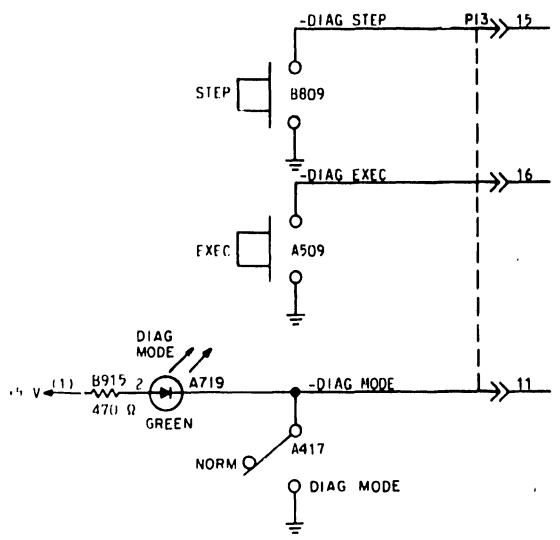 -DIAG STEP P13 15
STEP B809
-DIAG EXEC 16
EXEC A509
DIAG
MODE
(1) B915 2 A719 -DIAG MODE 11
V
470 Ω GREEN
A417
NORM
DIAG MODE